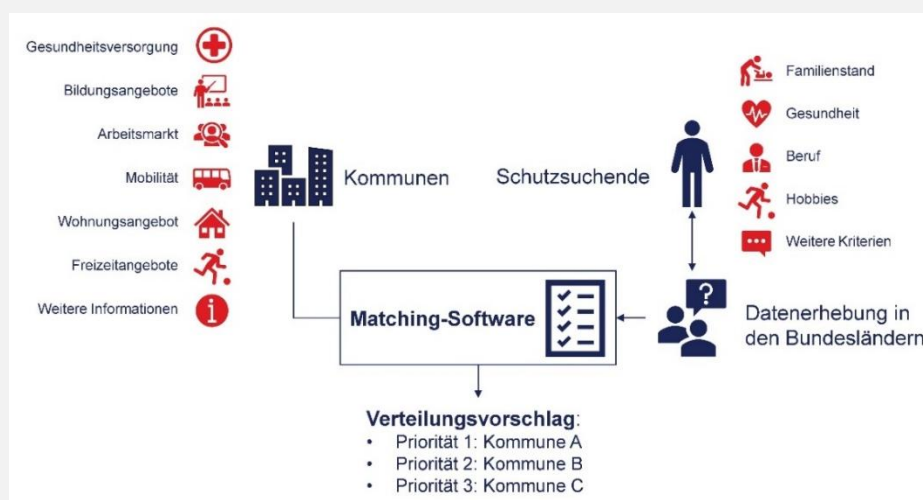 Gesundheitsversorgung
Bildungsangebote
Arbeitsmarkt
Mobilität
Wohnungsangebot
Freizeitangebote
Weitere Informationen
Kommunen
Schutzsuchende
Familienstand
Gesundheit
Beruf
Hobbies
Weitere Kriterien
Matching-Software
?
Datenerhebung in
den Bundesländern
Verteilungsvorschlag:
• Priorität 1: Kommune A
• Priorität 2: Kommune B
• Priorität 3: Kommune C